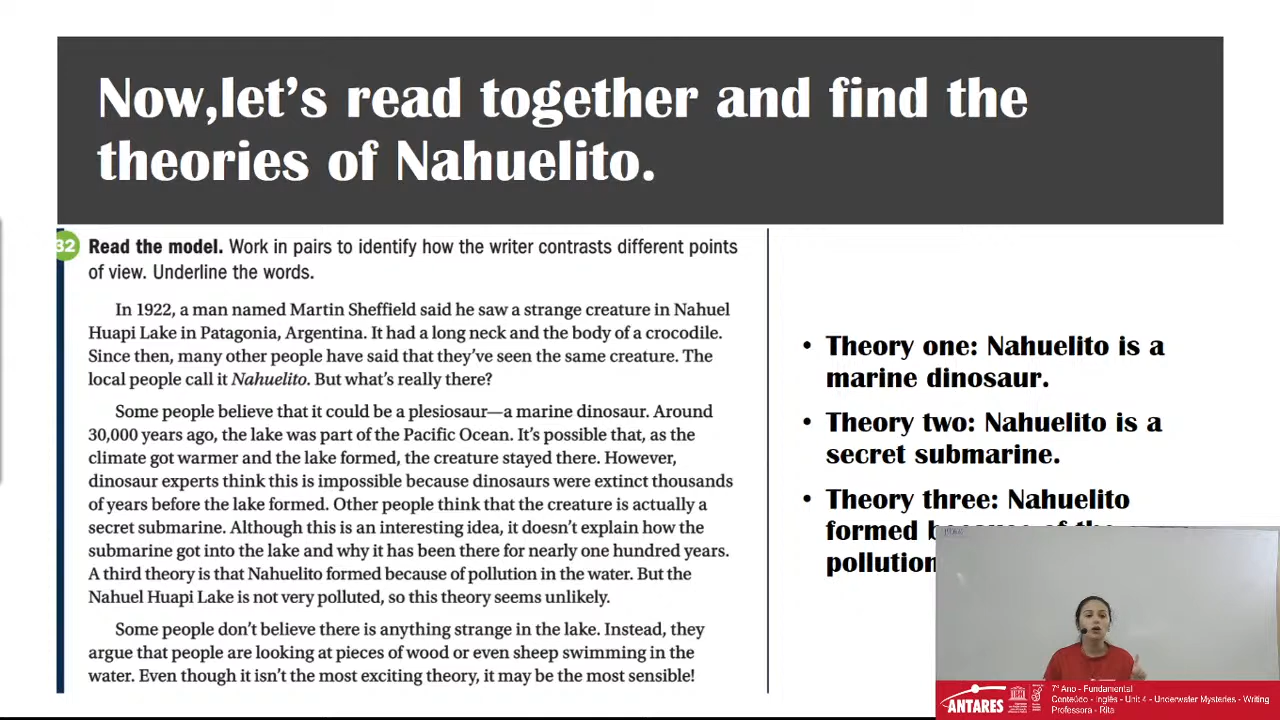 Now,let's read together and find the
theories of Nahuelito.
32 Read the model. Work in pairs to identify how the writer contrasts different points
of view. Underline the words.
In 1922, a man named Martin Sheffield said he saw a strange creature in Nahuel
Huapi Lake in Patagonia, Argentina. It had a long neck and the body of a crocodile.
Since then, many other people have said that they've seen the same creature. The
local people call it Nahuelito. But what's really there?
Some people believe that it could be a plesiosaur—a marine dinosaur. Around
30,000 years ago, the lake was part of the Pacific Ocean. It's possible that, as the
climate got warmer and the lake formed, the creature stayed there. However,
dinosaur experts think this is impossible because dinosaurs were extinct thousands
of years before the lake formed. Other people think that the creature is actually a
secret submarine. Although this is an interesting idea, it doesn't explain how the
submarine got into the lake and why it has been there for nearly one hundred years.
A third theory is that Nahuelito formed because of pollution in the water. But the
Nahuel Huapi Lake is not very polluted, so this theory seems unlikely.
Some people don't believe there is anything strange in the lake. Instead, they
argue that people are looking at pieces of wood or even sheep swimming in the
water. Even though it isn't the most exciting theory, it may be the most sensible!
• Theory one: Nahuelito is a
marine dinosaur.
• Theory two: Nahuelito is a
secret submarine.
• Theory three: Nahuelito
formed because of the
pollution
ANTARES
7º Ano - Fundamental
Conteúdo - Inglês - Unit 4 - Underwater Mysteries - Writing
Professora - Rita